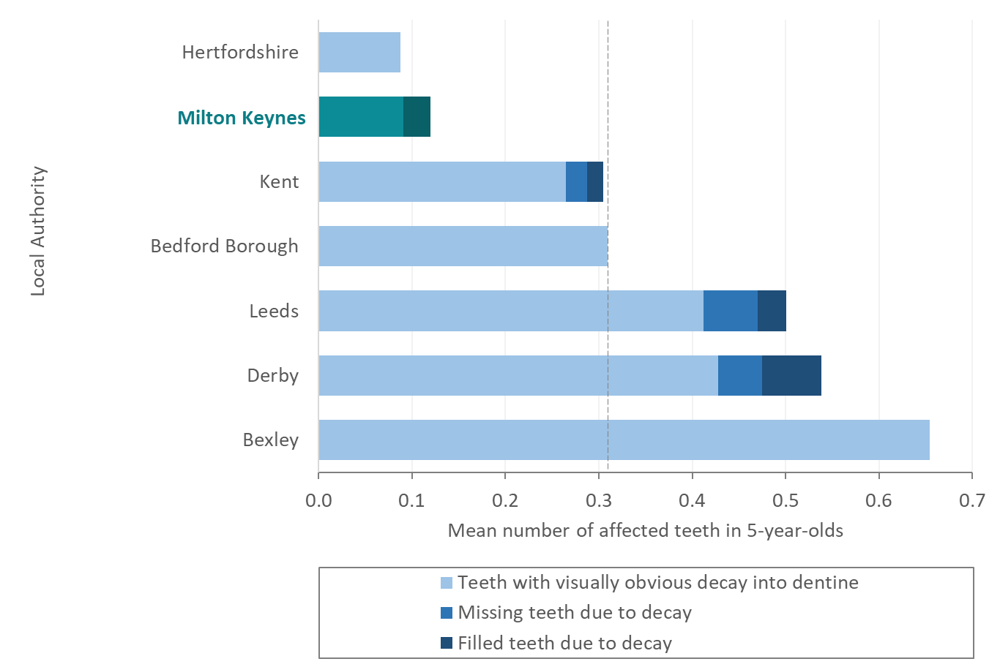 Hertfordshire
Milton Keynes
Kent
Bedford Borough
Leeds
Derby
Bexley
Local Authority
0.0 0.1 0.2 0.3 0.4 0.5 0.6 0.7
Mean number of affected teeth in 5-year-olds
Teeth with visually obvious decay into dentine
Missing teeth due to decay
Filled teeth due to decay